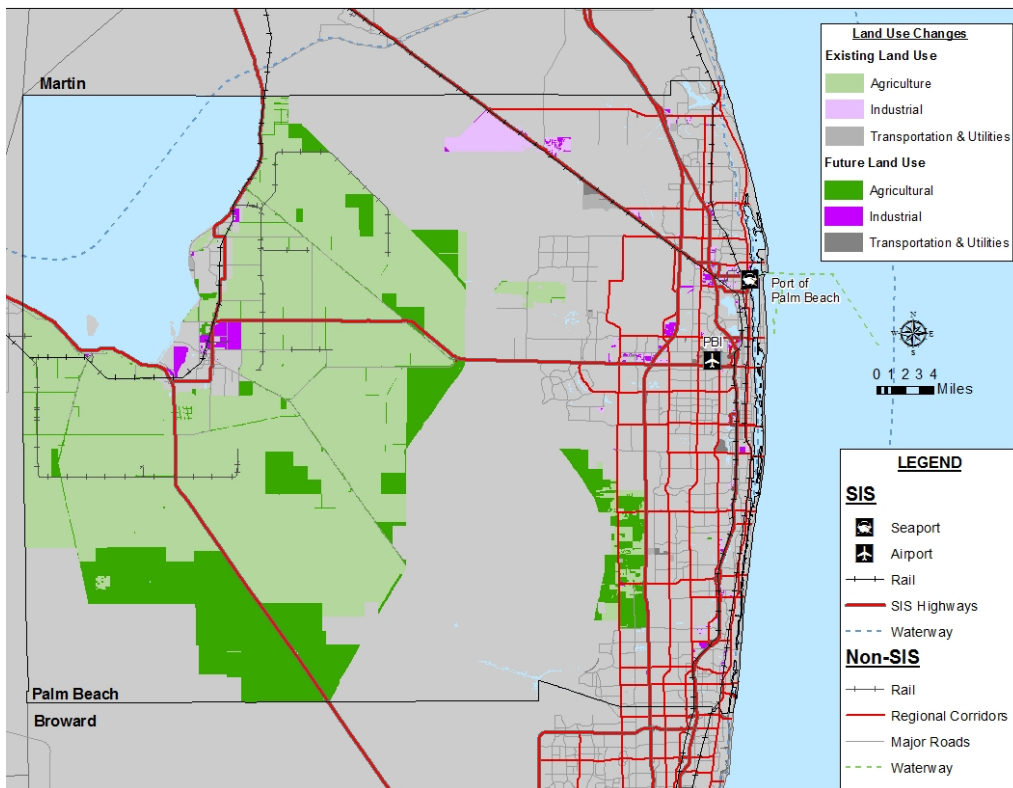 Martin
Land Use Changes
Existing Land Use
Agriculture
Industrial
Transportation & Utilities
Future Land Use
Agricultural
Industrial
Transportation & Utilities
Port of
Palm Beach
PBI
N
W E
S
0 1 2 3 4
Miles
LEGEND
SIS
Seaport
Airport
Rail
SIS Highways
Waterway
Non-SIS
Rail
Regional Corridors
Major Roads
Waterway
Palm Beach
Broward